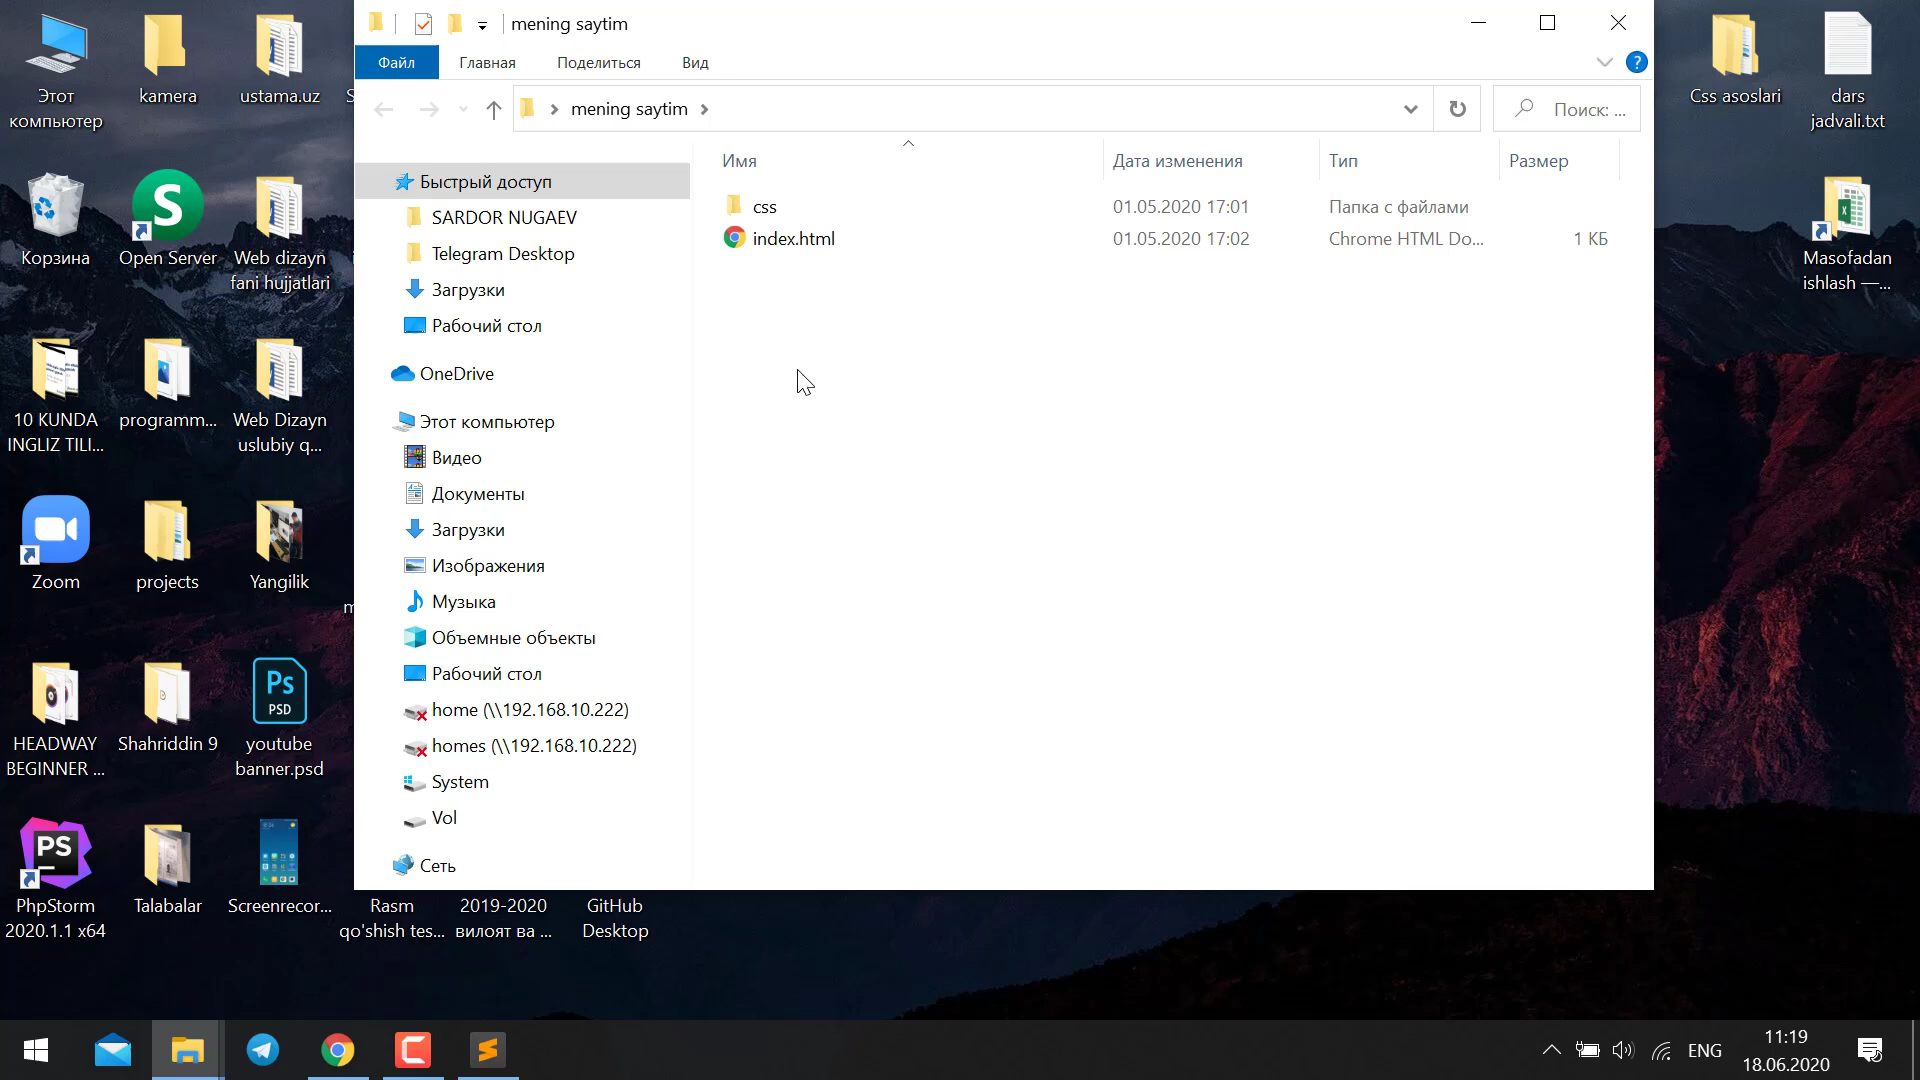 mening saytim
Файл
Главная
Поделиться
Вид
mening saytim
Поиск: ...
Имя
Дата изменения
Тип
Размер
css
01.05.2020 17:01
Папка с файлами
index.html
01.05.2020 17:02
Chrome HTML Do...
1 КБ
Быстрый доступ
SARDOR NUGAEV
Telegram Desktop
Загрузки
Рабочий стол
OneDrive
Этот компьютер
Видео
Документы
Загрузки
Изображения
Музыка
Объемные объекты
Рабочий стол
home (\\192.168.10.222)
homes (\\192.168.10.222)
System
Vol
Сеть
Этот
компьютер
kamera
ustama.uz
S
Корзина
Open Server
Web dizayn
fani hujjatlari
10 KUNDA
INGLIZ TILI...
programm...
Web Dizayn
uslubiy q...
Zoom
projects
Yangilik
HEADWAY
BEGINNER ...
Shahriddin 9
Ps
PSD
youtube
banner.psd
PS
PhpStorm
2020.1.1 x64
Talabalar
Screenrecor...
Rasm
qo'shish tes...
2019-2020
вилоят ва ...
GitHub
Desktop
Css asoslari
dars
jadvali.txt
Masofadan
ishlash —...
ENG
11:19
18.06.2020